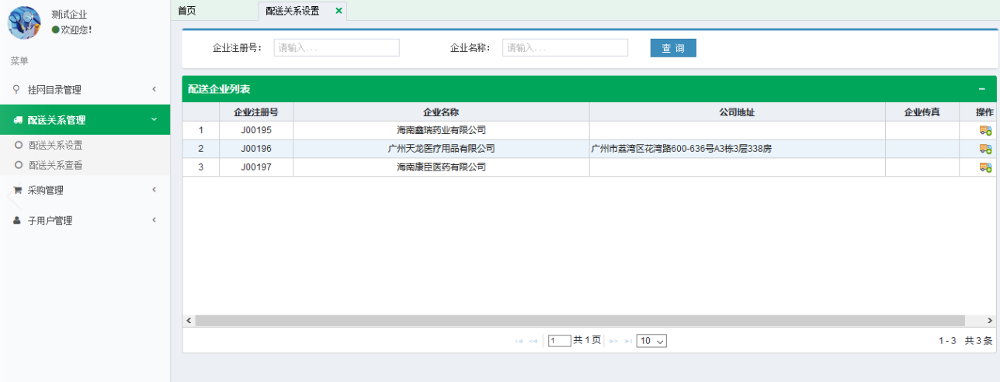 测试企业
欢迎您!
菜单
挂网目录管理
配送关系管理
配送关系设置
配送关系查看
采购管理
子用户管理
首页 配送关系设置
企业注册号： 请输入... 企业名称： 请输入... 查 询
配送企业列表
企业注册号 企业名称 公司地址 企业传真 操作
1 J00195 海南鑫瑞药业有限公司
2 J00196 广州天龙医疗用品有限公司 广州市荔湾区花湾路600-636号A3栋3层338房
3 J00197 海南康臣医药有限公司
1 共 1 页 10 1 - 3 共 3 条